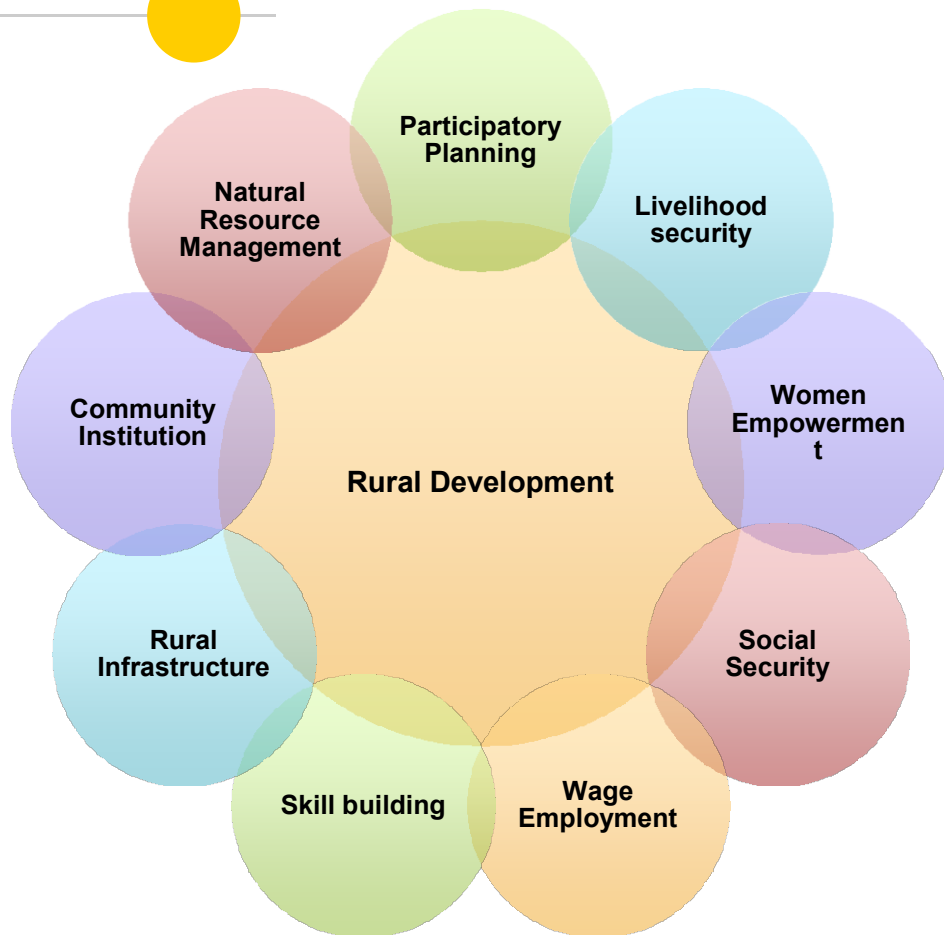 Participatory
Planning
Livelihood
security
Women
Empowermen
t
Social
Security
Wage
Employment
Skill building
Rural
Infrastructure
Community
Institution
Natural
Resource
Management
Rural Development